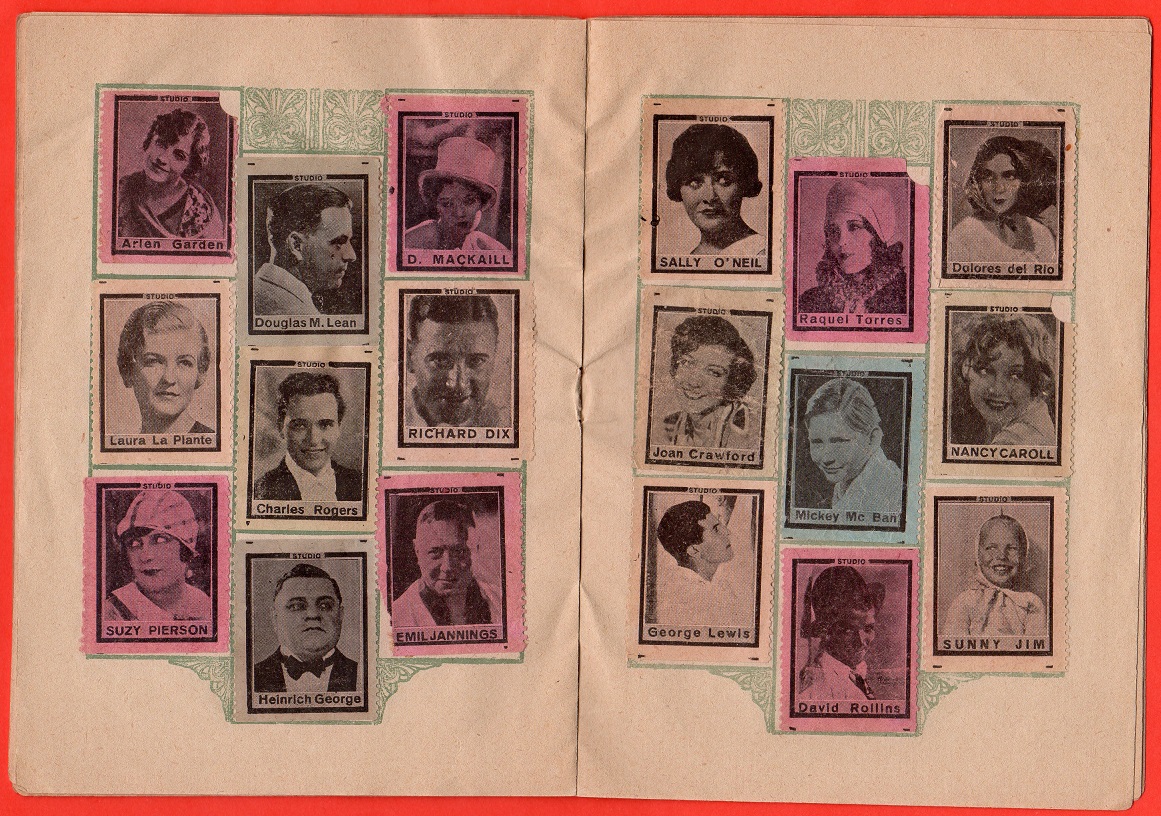 STUDIO
Arlen Garden
STUDIO
Douglas M. Lean
STUDIO
D. MACKAILL
STUDIO
Laura La Plante
STUDIO
Charles Rogers
STUDIO
RICHARD DIX
STUDIO
SUZY PIERSON
STUDIO
Heinrich George
STUDIO
EMIL JANNINGS
STUDIO
SALLY O'NEIL
STUDIO
Raquel Torres
STUDIO
Dolores del Rio
STUDIO
Joan Crawford
STUDIO
Mickey Mc Ban
STUDIO
NANCY CAROLL
STUDIO
George Lewis
STUDIO
David Rollins
STUDIO
SUNNY JIM